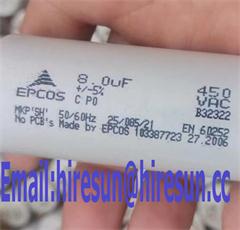 8.0uF 450
EPCOS +/-5% VAC
C P0 B32322
MKP'SH' 50/60Hz 25/085/21 EN 60252
No PCB's Made by EPCOS 103387723 27.2006
Email:hiresun@hiresun.cc